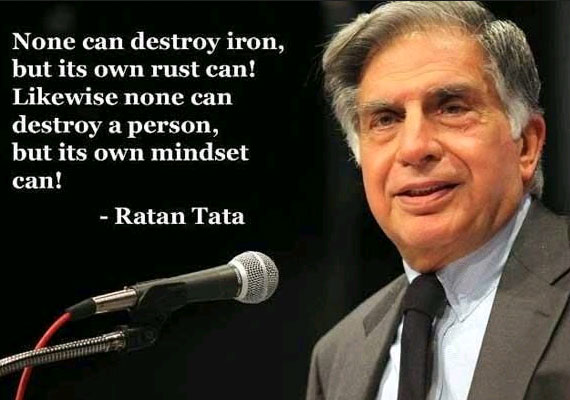 None can destroy iron,
but its own rust can!
Likewise none can
destroy a person,
but its own mindset
can!
- Ratan Tata